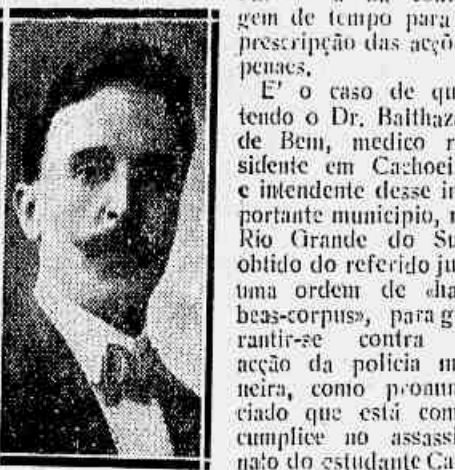 gem de tempo para
prescripção das acçõ
penaes.
E' o caso de qu
tendo o Dr. Balthaz
de Bem, medico r
sidente em Cachoei
e intendente desse in
portante municipio, n
Rio Grande do Su
obtido do referido ju
uma ordem de «ha
beas-corpus», para g
rantir-se contra
acção da policia m
neira, como pronun
ciado que está com
cumplice no assassi
nato do estudante Ca